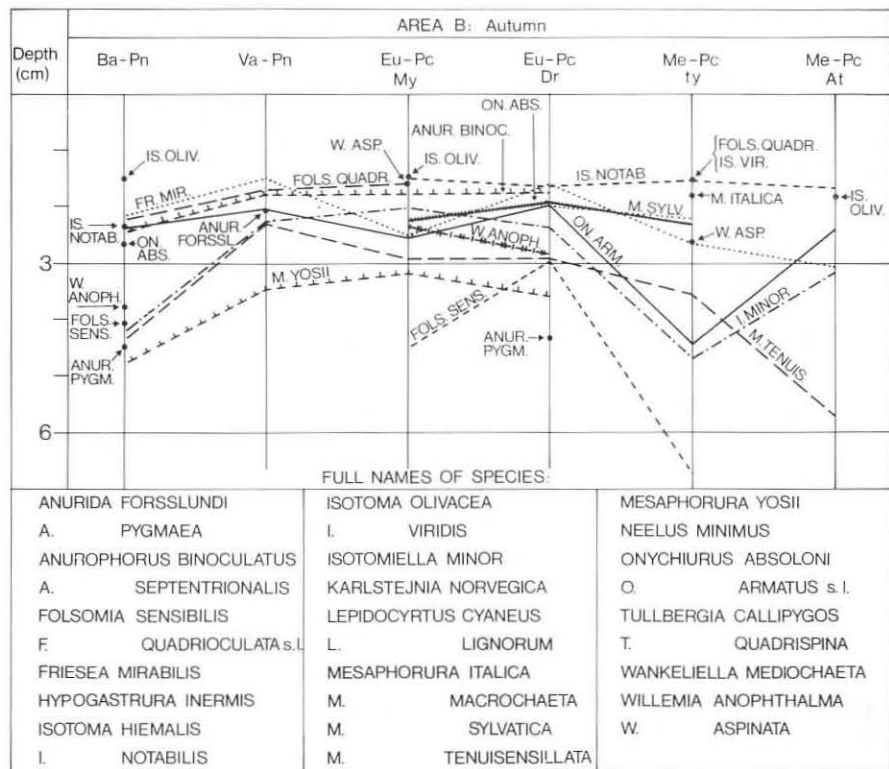 AREA B: Autumn
Depth (cm)
Ba-Pn
Va-Pn
Eu-Pc My
Eu-Pc Dr
Me-Pc ty
Me-Pc At
3
6
IS. OLIV.
FR. MIR.
IS. NOTAB.
ON. ABS.
W. ANOPH.
FOLS. SENS.
ANUR. PYGM.
ANUR. FORSSL.
FOLS. QUADR.
M. YOSII
W. ASP.
IS. OLIV.
ANUR. BINOC.
ON. ABS.
W. ANOPH.
FOLS. SENS.
ANUR. PYGM.
IS. NOTAB.
ON. ARM.
M. SYLV.
FOLS. QUADR.
IS. VIR.
M. ITALICA
W. ASP.
I. MINOR
M. TENUIS.
IS. OLIV.
FULL NAMES OF SPECIES:
ANURIDA FORSSLUNDI
A. PYGMAEA
ANUROPHORUS BINOCULATUS
A. SEPTENTRIONALIS
FOLSOMIA SENSIBILIS
F. QUADRIOCULATA s.l.
FRIESEA MIRABILIS
HYPOGASTRURA INERMIS
ISOTOMA HIEMALIS
I. NOTABILIS
ISOTOMA OLIVACEA
I. VIRIDIS
ISOTOMIELLA MINOR
KARLSTEJNIA NORVEGICA
LEPIDOCYRTUS CYANEUS
L. LIGNORUM
MESAPHORURA ITALICA
M. MACROCHAETA
M. SYLVATICA
M. TENUISENSILLATA
MESAPHORURA YOSII
NEELUS MINIMUS
ONYCHIURUS ABSOLONI
O. ARMATUS s.l.
TULLBERGIA CALLIPYGOS
T. QUADRISPINA
WANKELIELLA MEDIOCHAETA
WILLEMIA ANOPHTHALMA
W. ASPINATA